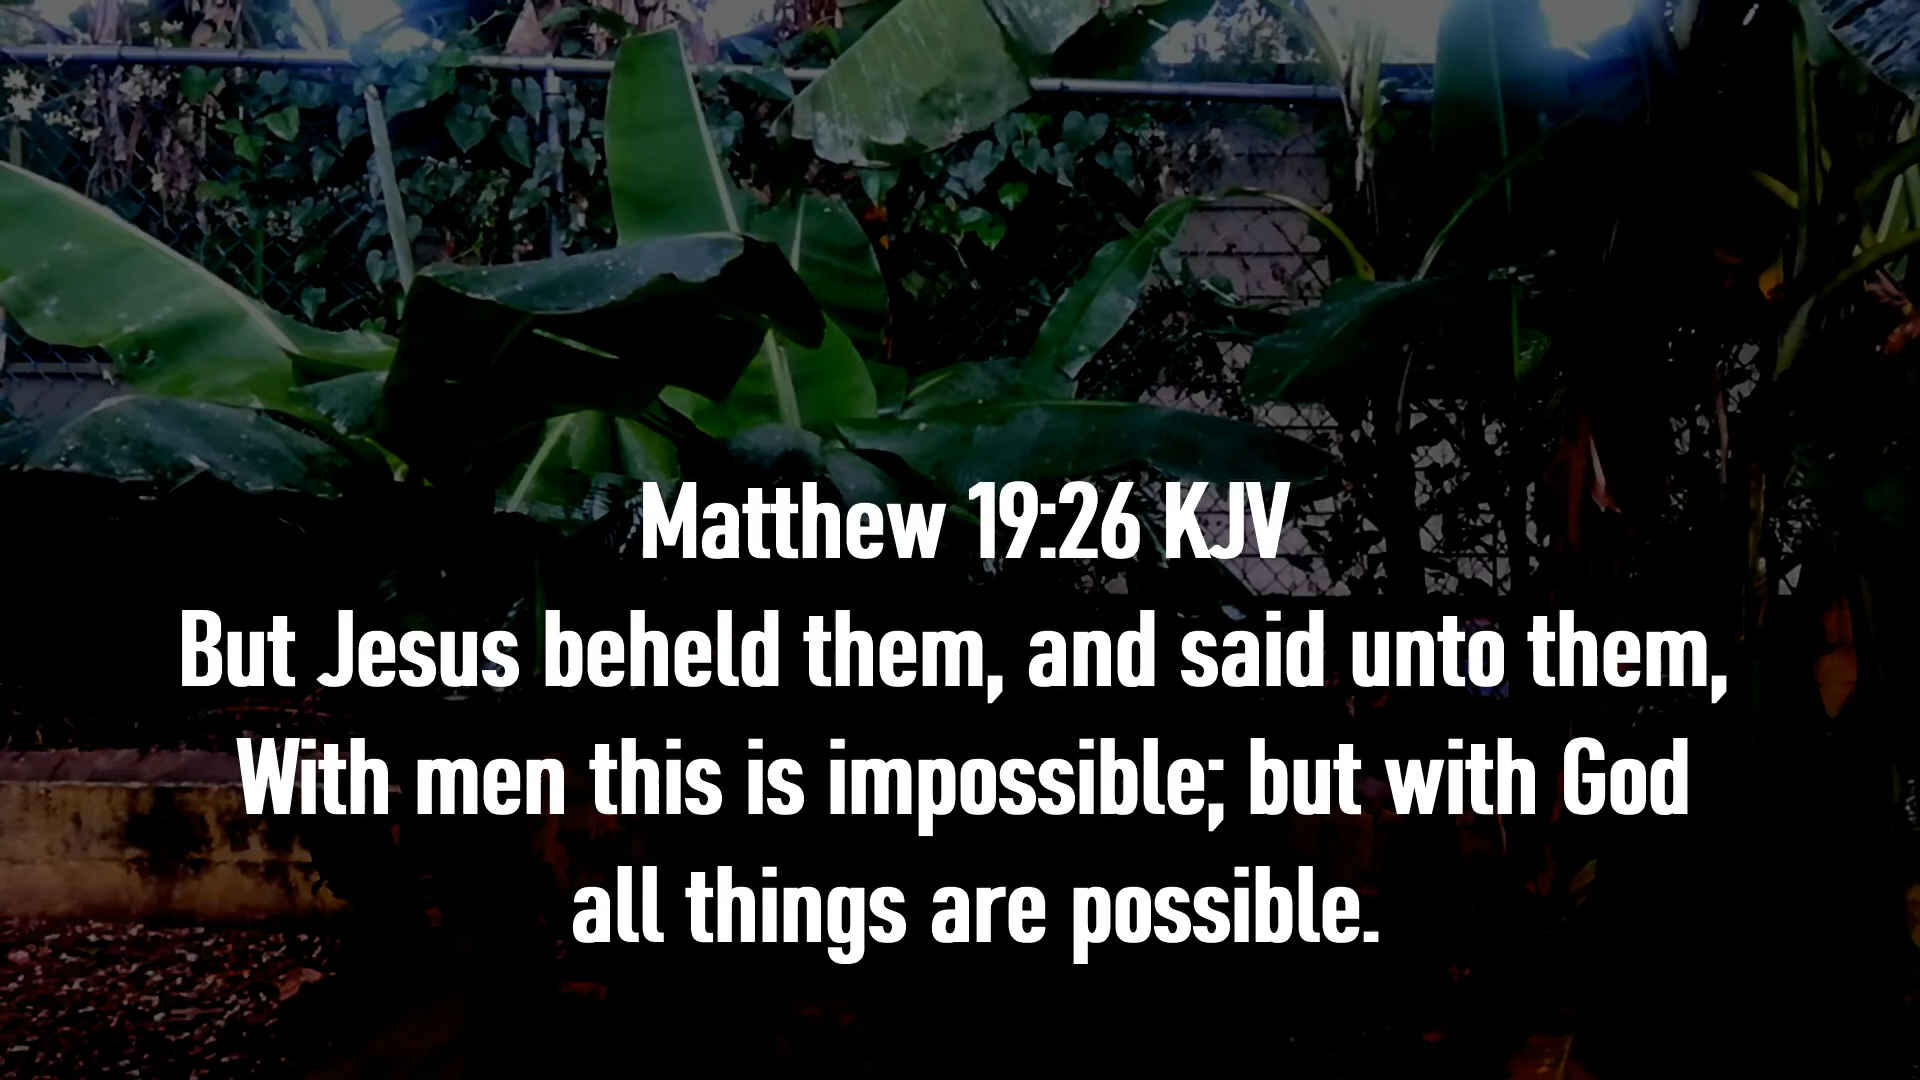 Matthew 19:26 KJV
But Jesus beheld them, and said unto them,
With men this is impossible; but with God
all things are possible.